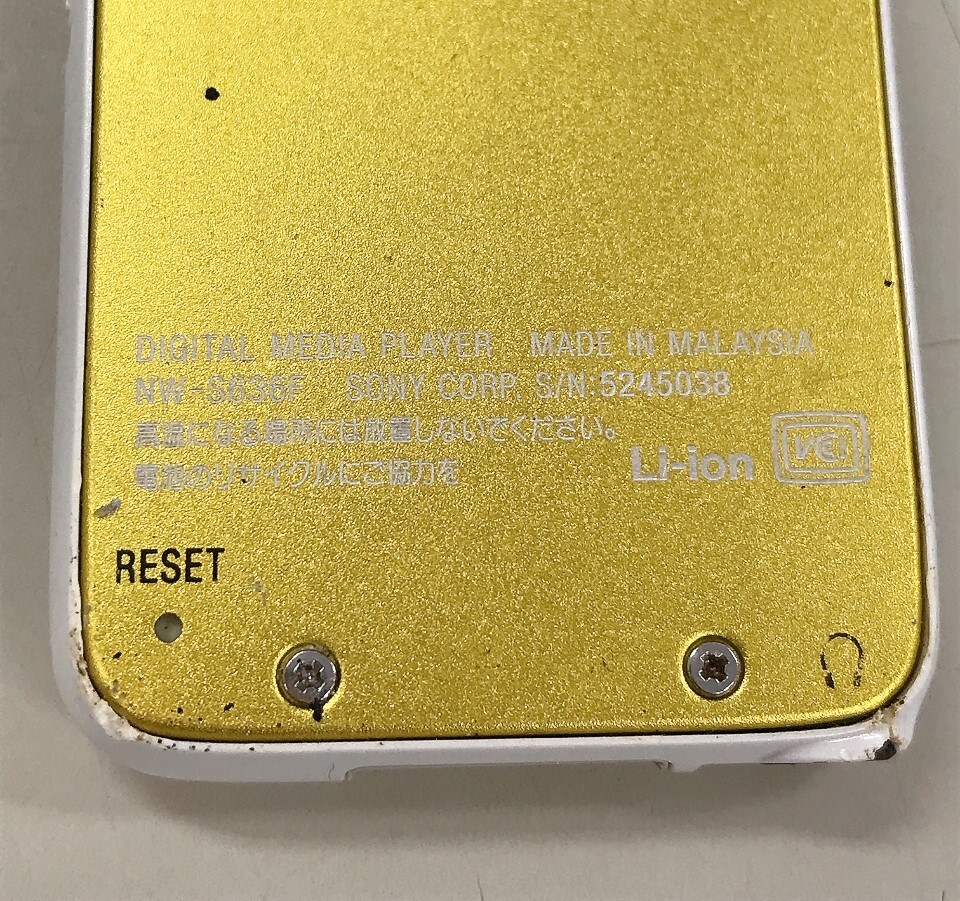 DIGITAL MEDIA PLAYER MADE IN MALAYSIA
NW-S636F SONY CORP. S/N:5245038
高温になる場所には放置しないでください。
電池のリサイクルにご協力を
Li-ion
VCI
RESET